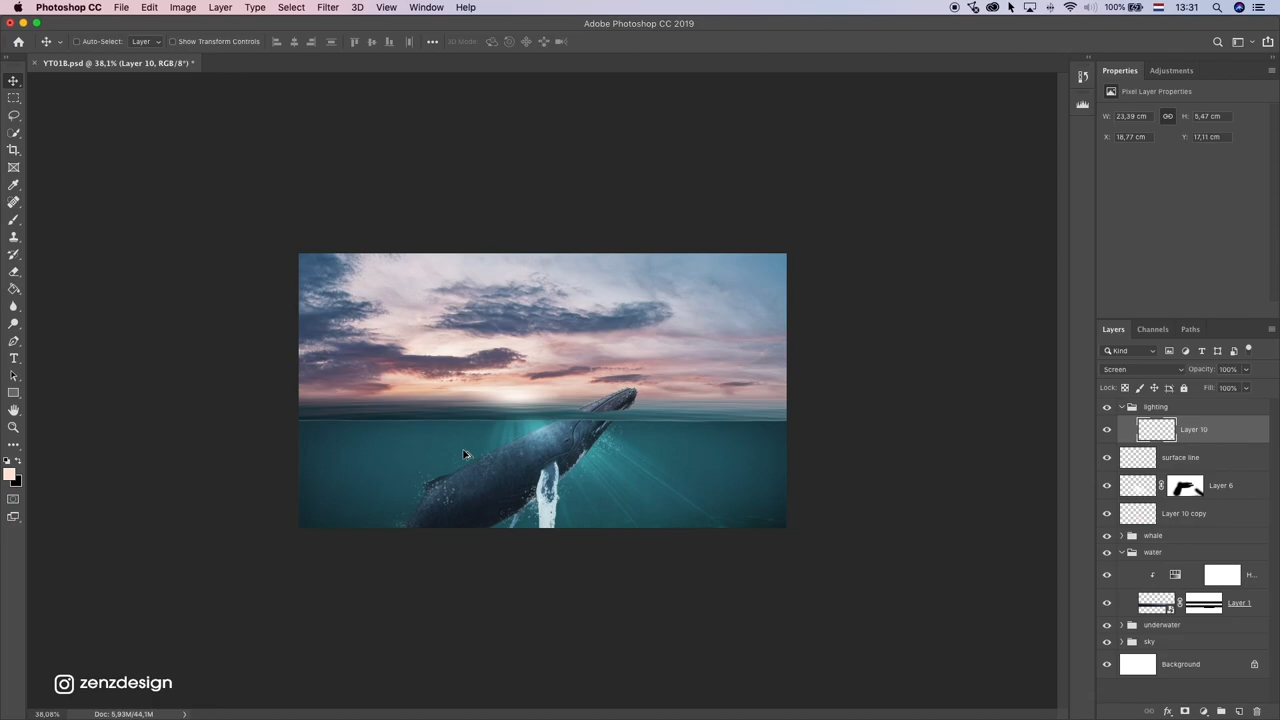 Photoshop CC File Edit Image Layer Type Select Filter 3D View Window Help 100% 13:31
Adobe Photoshop CC 2019
Auto-Select: Layer Show Transform Controls 3D Mode:
YT01B.psd @ 38,1% (Layer 10, RGB/8*) *
Properties Adjustments
Pixel Layer Properties
W: 23,39 cm H: 5,47 cm
X: 18,77 cm Y: 17,11 cm
Layers Channels Paths
Kind
Screen Opacity: 100%
Lock: Fill: 100%
lighting
Layer 10
surface line
Layer 6
Layer 10 copy
whale
water
H...
Layer 1
underwater
sky
Background
zenzdesign
38,08% Doc: 5,93M/44,1M